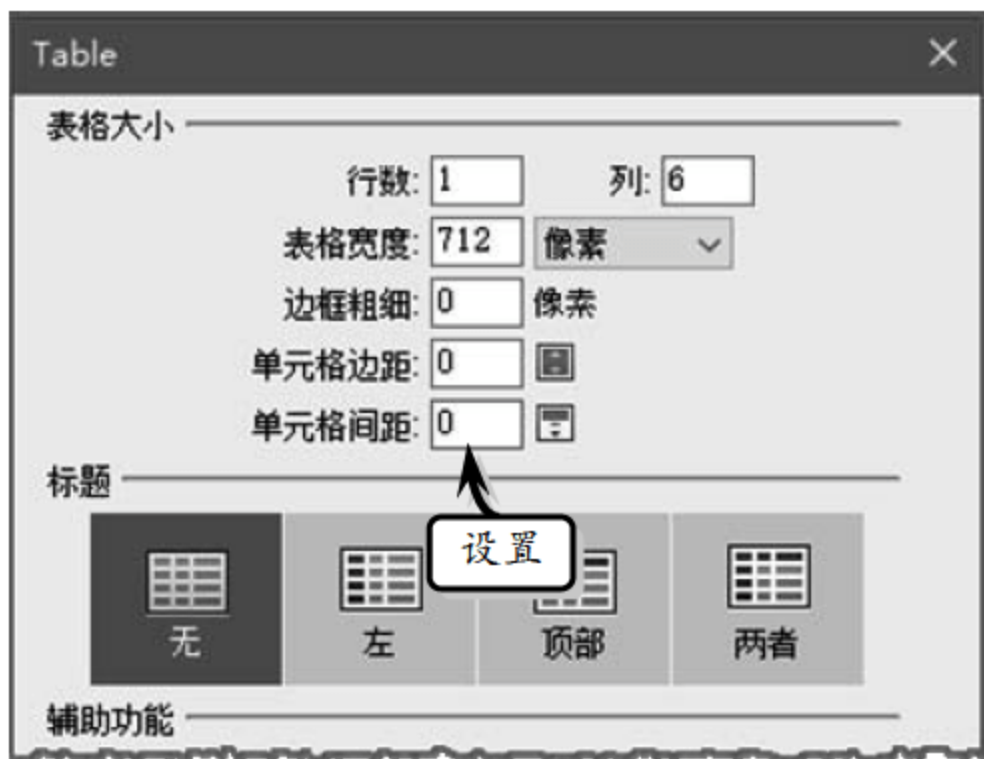 Table
表格大小
行数: 1 列: 6
表格宽度: 712 像素
边框粗细: 0 像素
单元格边距: 0
单元格间距: 0
标题
设置
无 左 顶部 两者
辅助功能